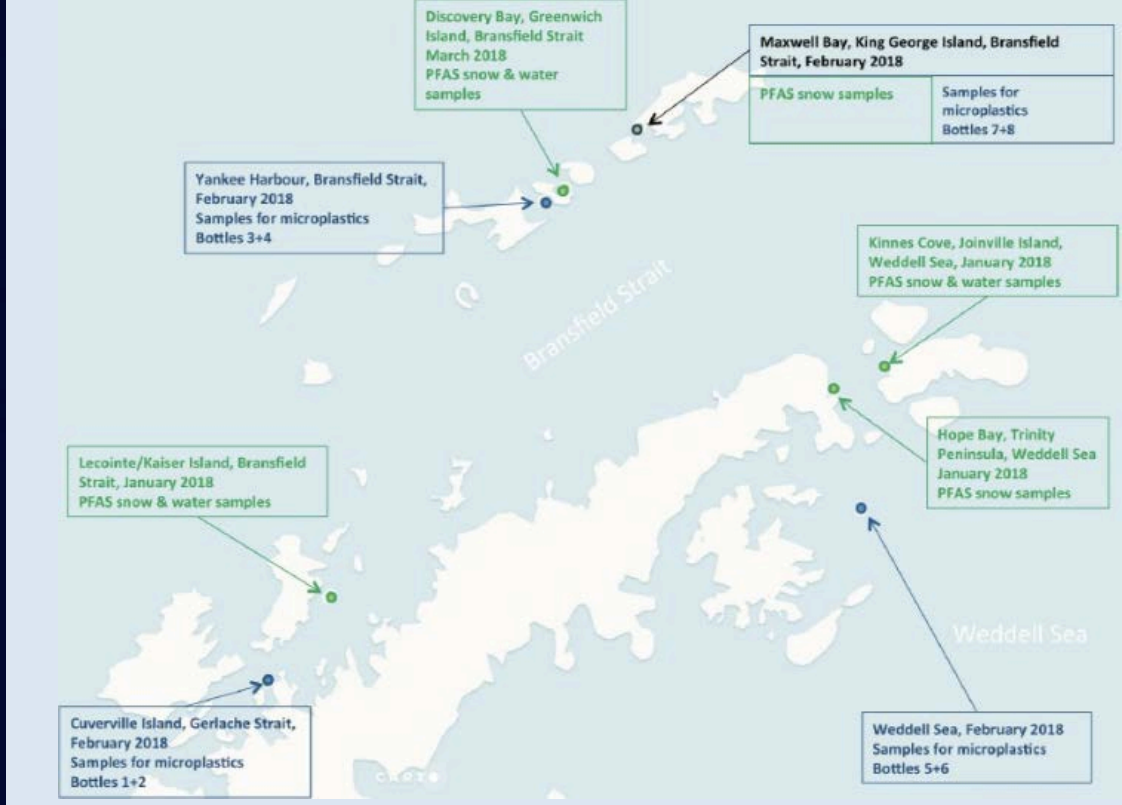 Discovery Bay, Greenwich
Island, Bransfield Strait
March 2018
PFAS snow & water
samples
Maxwell Bay, King George Island, Bransfield
Strait, February 2018
PFAS snow samples
Samples for
microplastics
Bottles 7+8
Yankee Harbour, Bransfield Strait,
February 2018
Samples for microplastics
Bottles 3+4
Kinnes Cove, Joinville Island,
Weddell Sea, January 2018
PFAS snow & water samples
Bransfield Strait
Hope Bay, Trinity
Peninsula, Weddell Sea
January 2018
PFAS snow samples
Lecointe/Kaiser Island, Bransfield
Strait, January 2018
PFAS snow & water samples
Weddell Sea
Cuverville Island, Gerlache Strait,
February 2018
Samples for microplastics
Bottles 1+2
Weddell Sea, February 2018
Samples for microplastics
Bottles 5+6